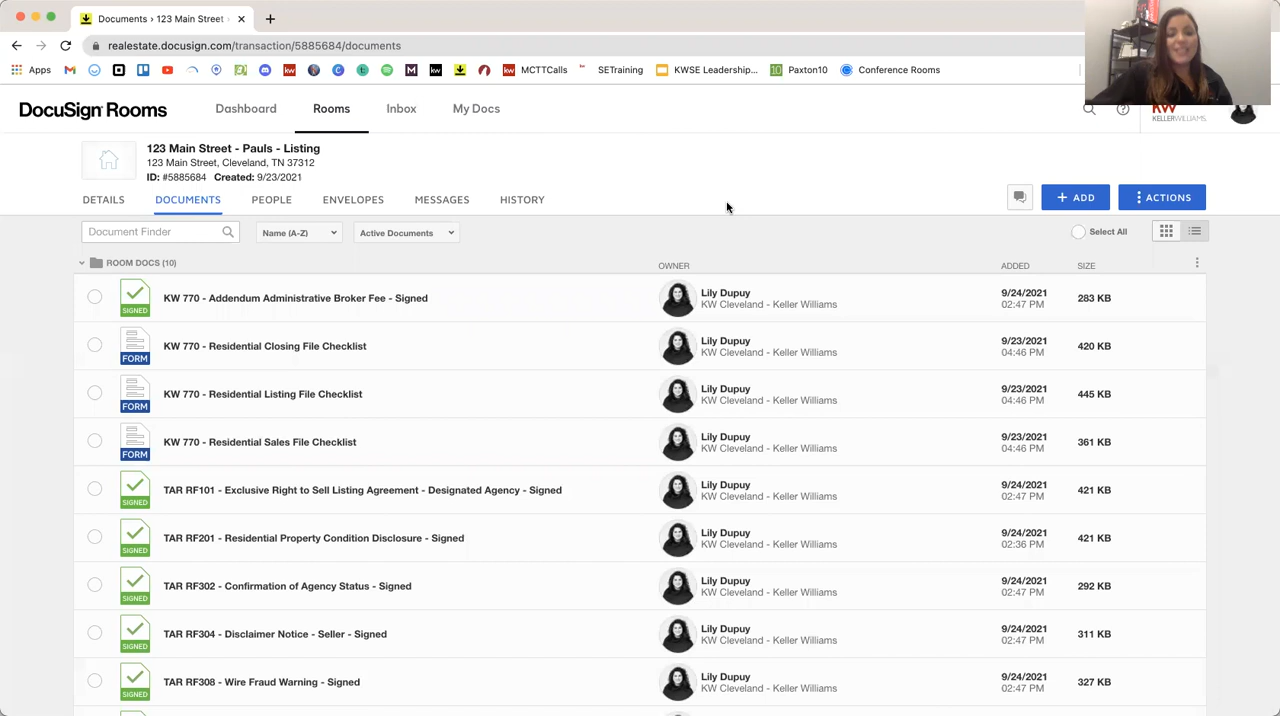 Documents › 123 Main Street ·
realestate.docusign.com/transaction/5885684/documents
Apps
MCTTCalls
SETraining
KWSE Leadership...
10
Paxton10
Conference Rooms
DocuSign Rooms
Dashboard
Rooms
Inbox
My Docs
KW
KELLERWILLIAMS.
123 Main Street - Pauls - Listing
123 Main Street, Cleveland, TN 37312
ID: #5885684 Created: 9/23/2021
DETAILS
DOCUMENTS
PEOPLE
ENVELOPES
MESSAGES
HISTORY
+ ADD
ACTIONS
Document Finder
Name (A-Z)
Active Documents
Select All
ROOM DOCS (10)
OWNER
ADDED
SIZE
SIGNED
KW 770 - Addendum Administrative Broker Fee - Signed
Lily Dupuy
KW Cleveland - Keller Williams
9/24/2021
02:47 PM
283 KB
FORM
KW 770 - Residential Closing File Checklist
Lily Dupuy
KW Cleveland - Keller Williams
9/23/2021
04:46 PM
420 KB
FORM
KW 770 - Residential Listing File Checklist
Lily Dupuy
KW Cleveland - Keller Williams
9/23/2021
04:46 PM
445 KB
FORM
KW 770 - Residential Sales File Checklist
Lily Dupuy
KW Cleveland - Keller Williams
9/23/2021
04:46 PM
361 KB
SIGNED
TAR RF101 - Exclusive Right to Sell Listing Agreement - Designated Agency - Signed
Lily Dupuy
KW Cleveland - Keller Williams
9/24/2021
02:47 PM
421 KB
SIGNED
TAR RF201 - Residential Property Condition Disclosure - Signed
Lily Dupuy
KW Cleveland - Keller Williams
9/24/2021
02:36 PM
421 KB
SIGNED
TAR RF302 - Confirmation of Agency Status - Signed
Lily Dupuy
KW Cleveland - Keller Williams
9/24/2021
02:47 PM
292 KB
SIGNED
TAR RF304 - Disclaimer Notice - Seller - Signed
Lily Dupuy
KW Cleveland - Keller Williams
9/24/2021
02:47 PM
311 KB
SIGNED
TAR RF308 - Wire Fraud Warning - Signed
Lily Dupuy
KW Cleveland - Keller Williams
9/24/2021
02:47 PM
327 KB